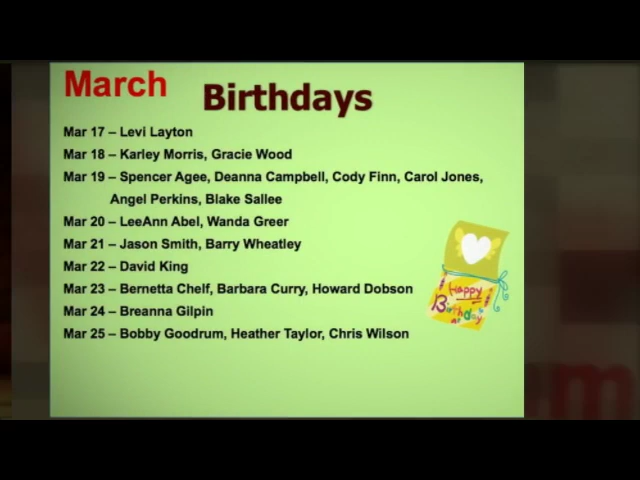 March
Birthdays
Mar 17 – Levi Layton
Mar 18 – Karley Morris, Gracie Wood
Mar 19 – Spencer Agee, Deanna Campbell, Cody Finn, Carol Jones,
Angel Perkins, Blake Sallee
Mar 20 – LeeAnn Abel, Wanda Greer
Mar 21 – Jason Smith, Barry Wheatley
Mar 22 – David King
Mar 23 – Bernetta Chelf, Barbara Curry, Howard Dobson
Mar 24 – Breanna Gilpin
Mar 25 – Bobby Goodrum, Heather Taylor, Chris Wilson
Happy
Birthday